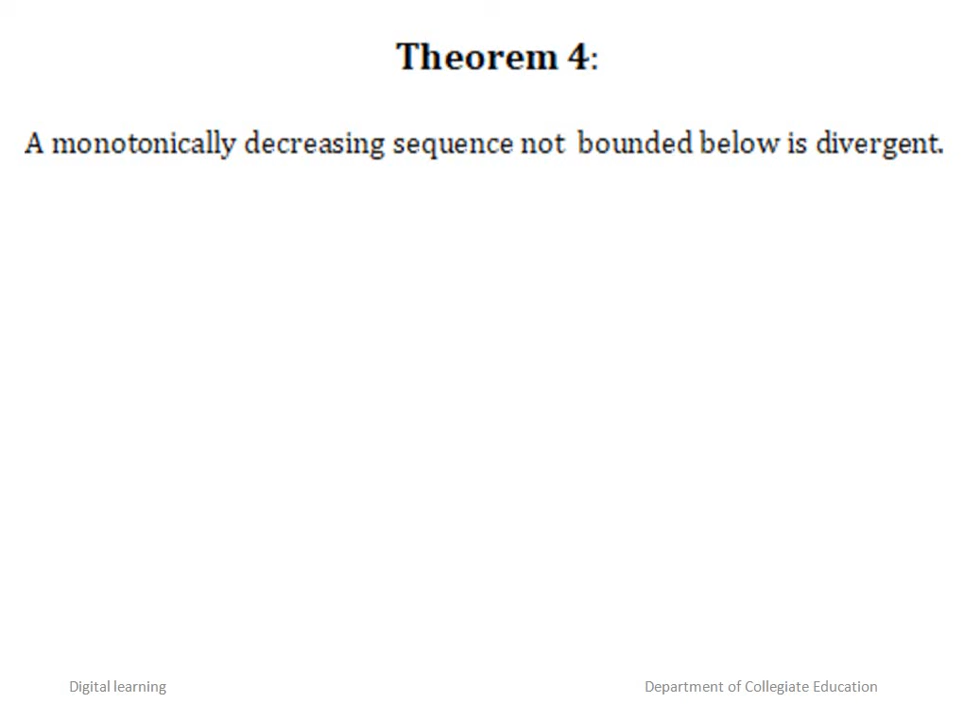 Theorem 4:
A monotonically decreasing sequence not bounded below is divergent.
Digital learning
Department of Collegiate Education